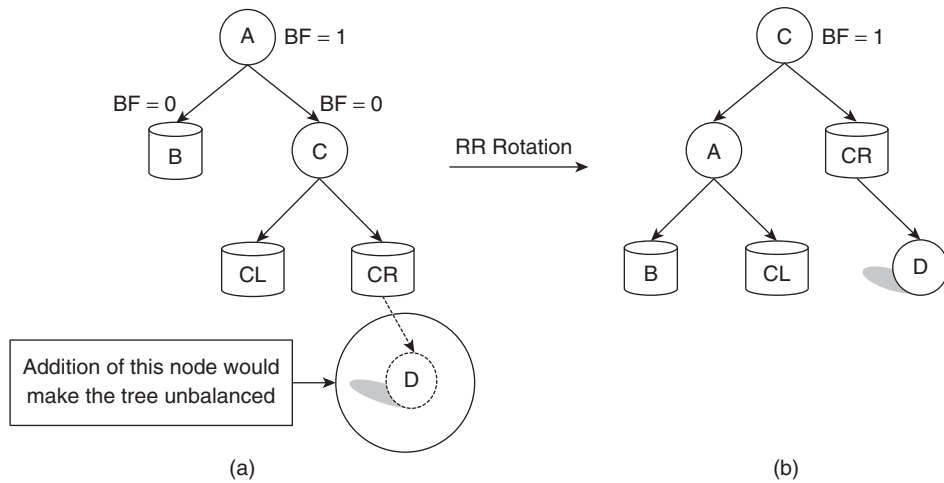 A
BF = 1
BF = 0
BF = 0
B
C
CL
CR
Addition of this node would
make the tree unbalanced
D
(a)
RR Rotation
C
BF = 1
A
CR
B
CL
D
(b)